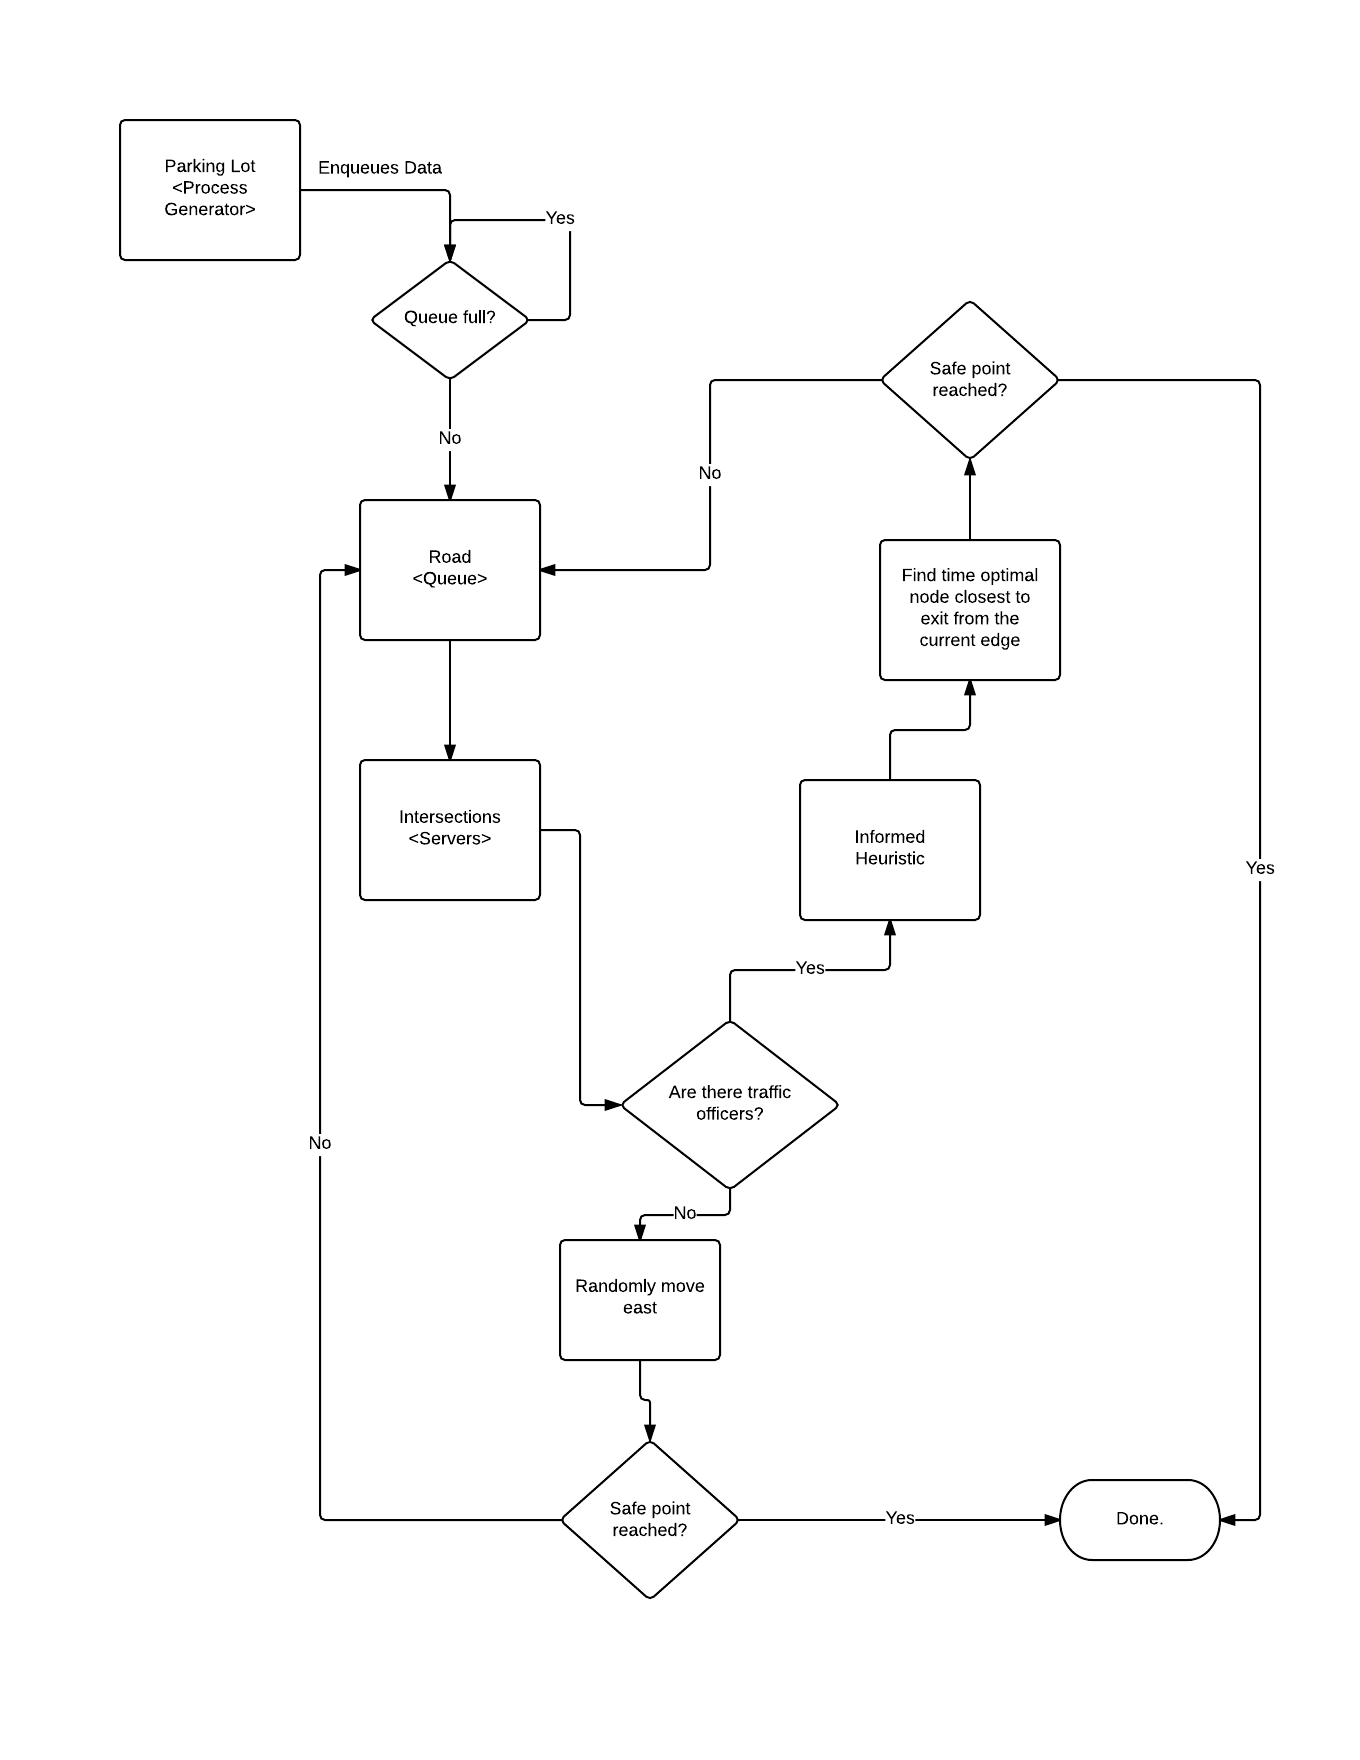 Parking Lot
<Process
Generator>
Enqueues Data
Yes
Queue full?
No
Safe point
reached?
No
Road
<Queue>
Find time optimal
node closest to
exit from the
current edge
Intersections
<Servers>
Informed
Heuristic
Yes
Yes
Are there traffic
officers?
No
No
Randomly move
east
Safe point
reached?
Yes
Done.